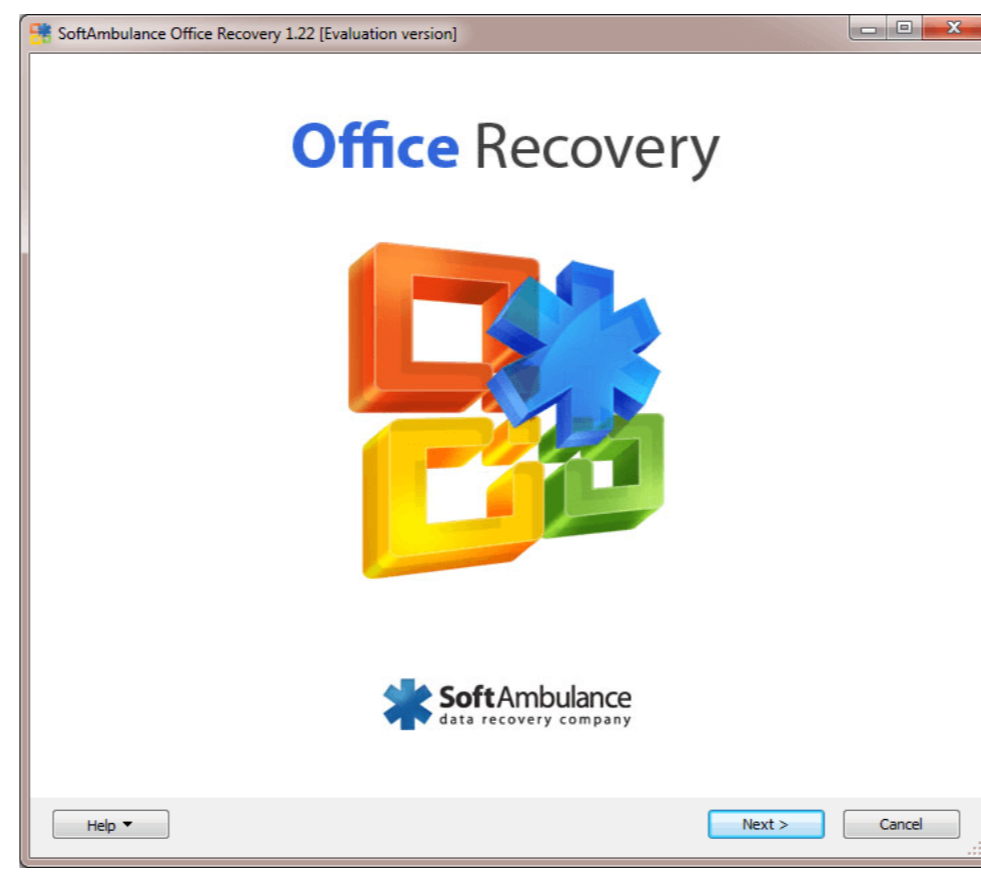 SoftAmbulance Office Recovery 1.22 [Evaluation version]
Office Recovery
SoftAmbulance
data recovery company
Help
Next >
Cancel